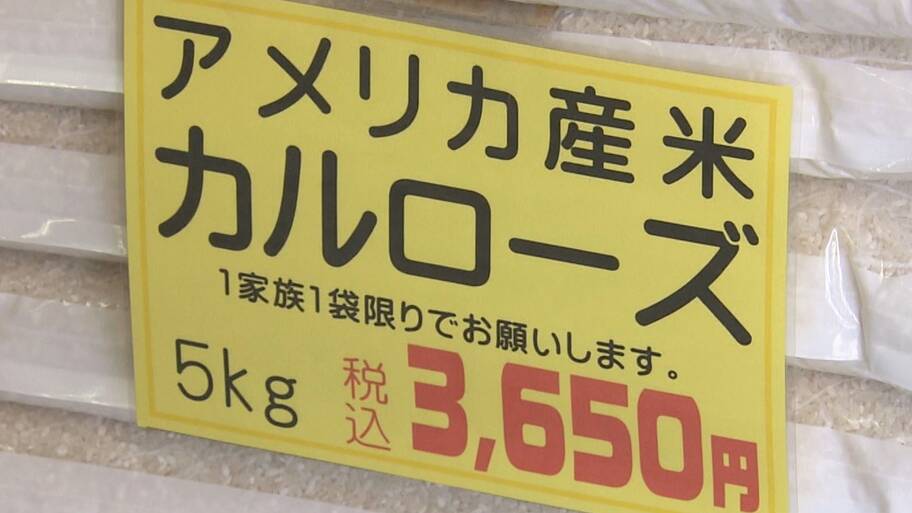 アメリカ産米
カルローズ
1家族1袋限りでお願いします。
5kg 税込 3,650円